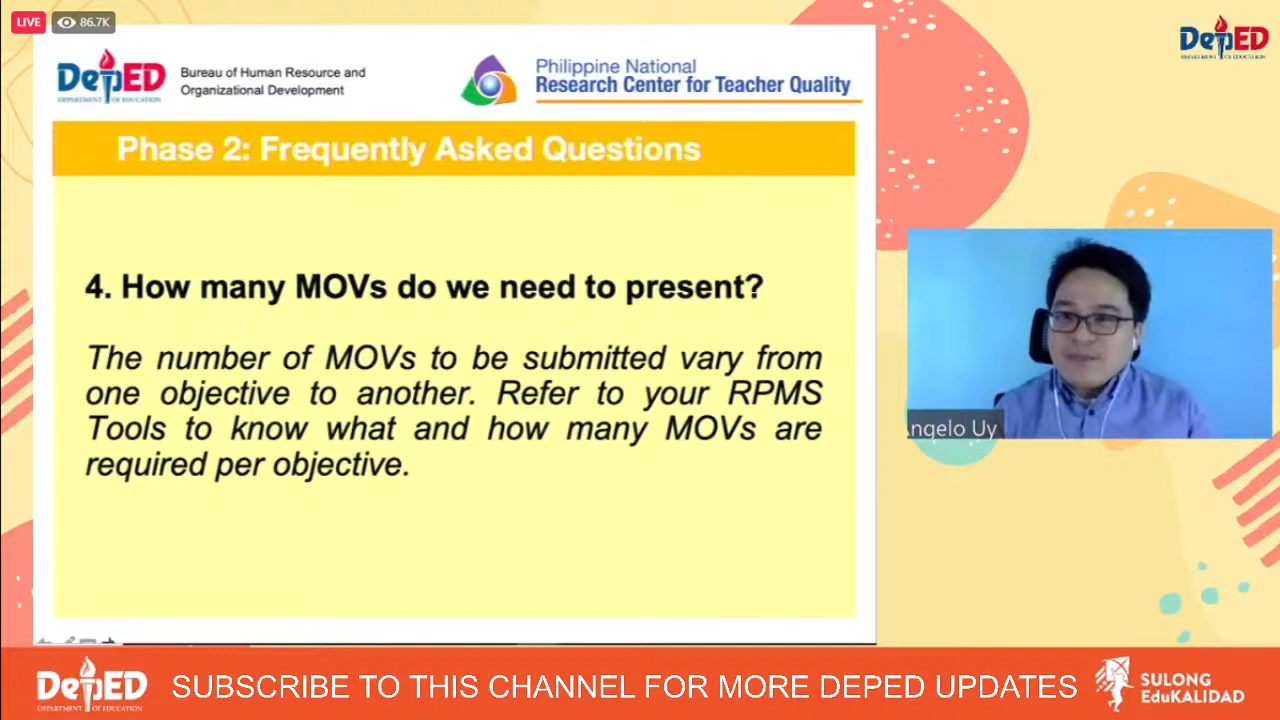 LIVE 86.7K
DepED
DEPARTMENT OF EDUCATION
Bureau of Human Resource and
Organizational Development
Philippine National
Research Center for Teacher Quality
DepED
DEPARTMENT OF EDUCATION
Phase 2: Frequently Asked Questions
4. How many MOVs do we need to present?
The number of MOVs to be submitted vary from
one objective to another. Refer to your RPMS
Tools to know what and how many MOVs are
required per objective.
ngelo Uy
DepED
DEPARTMENT OF EDUCATION
SUBSCRIBE TO THIS CHANNEL FOR MORE DEPED UPDATES
SULONG
EduKALIDAD